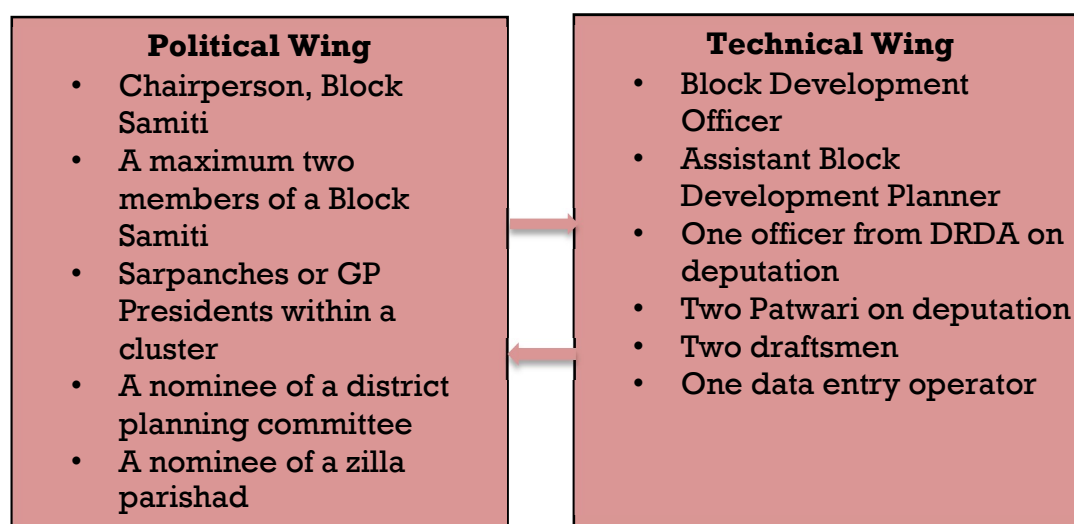 Political Wing
• Chairperson, Block
Samiti
• A maximum two
members of a Block
Samiti
• Sarpanches or GP
Presidents within a
cluster
• A nominee of a district
planning committee
• A nominee of a zilla
parishad
Technical Wing
• Block Development
Officer
• Assistant Block
Development Planner
• One officer from DRDA on
deputation
• Two Patwari on deputation
• Two draftsmen
• One data entry operator